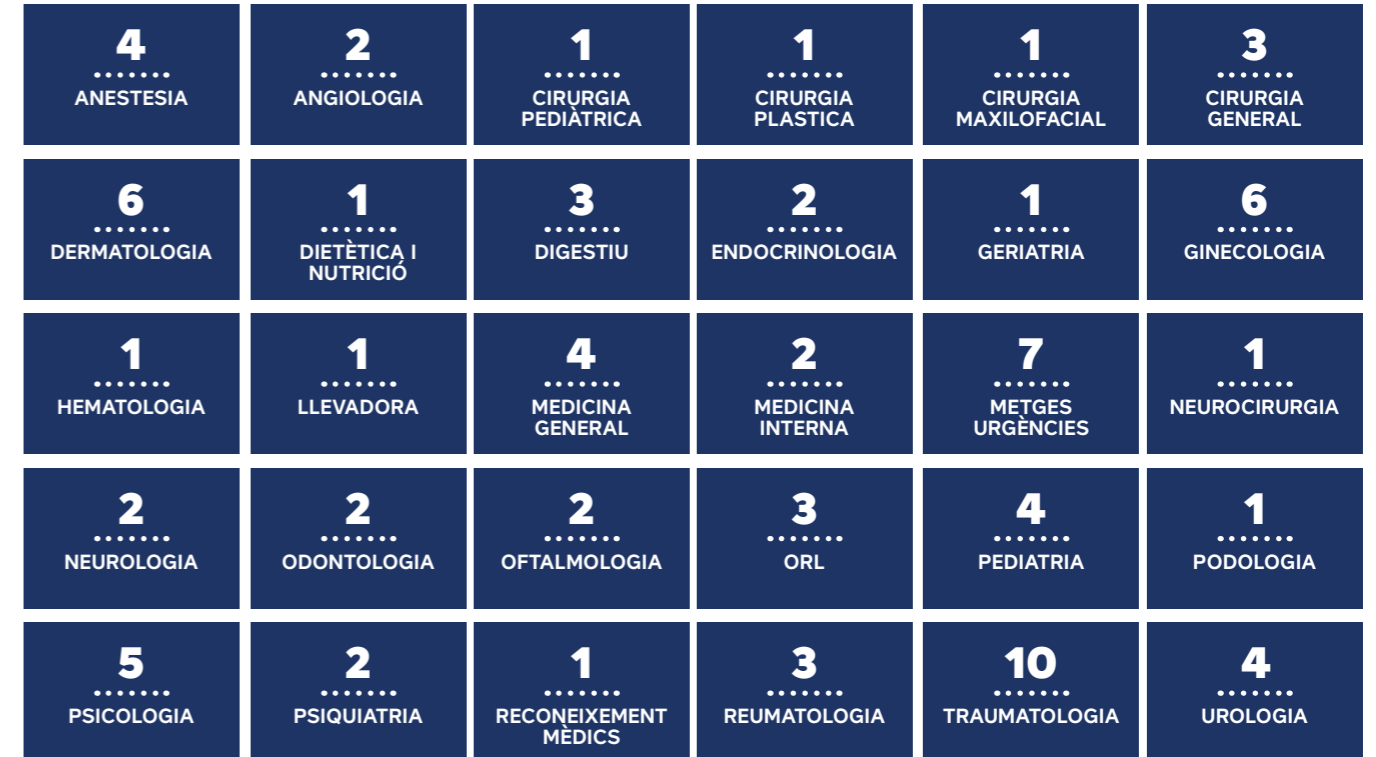 4
ANESTESIA
2
ANGIOLOGIA
1
CIRURGIA
PEDIÀTRICA
1
CIRURGIA
PLASTICA
1
CIRURGIA
MAXILOFACIAL
3
CIRURGIA
GENERAL
6
DERMATOLOGIA
1
DIETÈTICA I
NUTRICIÓ
3
DIGESTIU
2
ENDOCRINOLOGIA
1
GERIATRIA
6
GINECOLOGIA
1
HEMATOLOGIA
1
LLEVADORA
4
MEDICINA
GENERAL
2
MEDICINA
INTERNA
7
METGES
URGÈNCIES
1
NEUROCIRURGIA
2
NEUROLOGIA
2
ODONTOLOGIA
2
OFTALMOLOGIA
3
ORL
4
PEDIATRIA
1
PODOLOGIA
5
PSICOLOGIA
2
PSIQUIATRIA
1
RECONEIXEMENT
MÈDICS
3
REUMATOLOGIA
10
TRAUMATOLOGIA
4
UROLOGIA